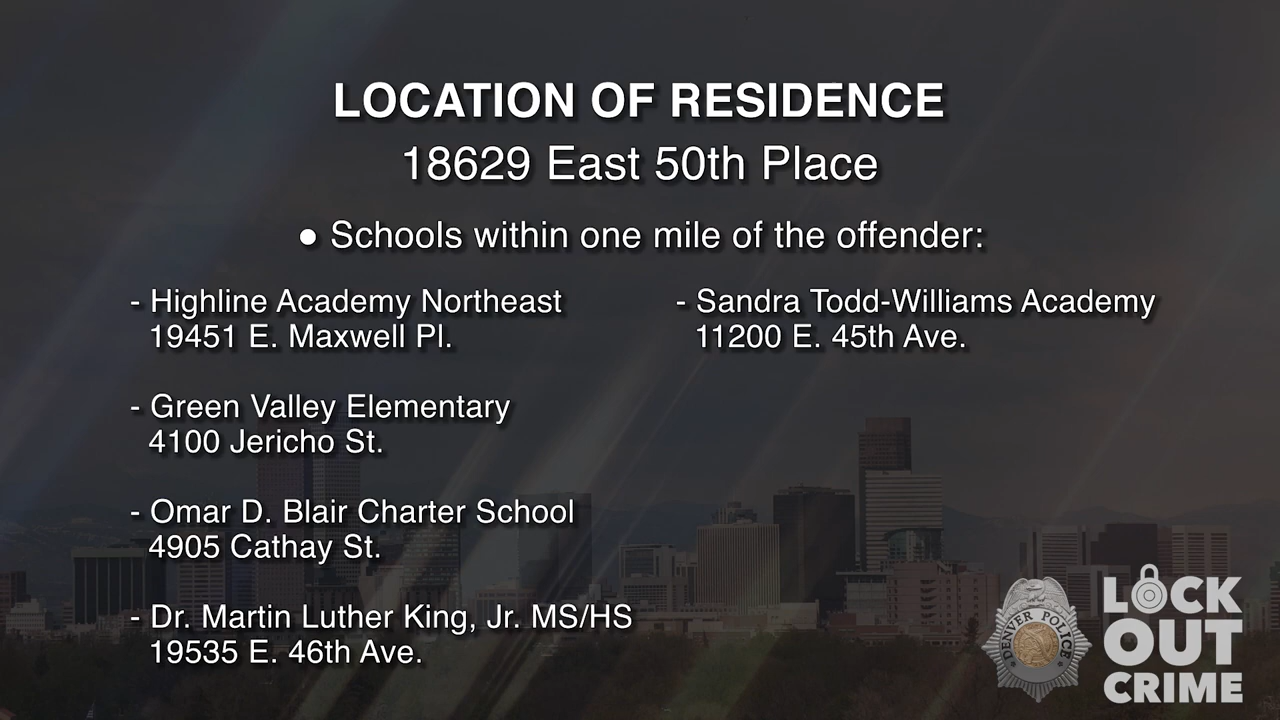 LOCATION OF RESIDENCE
18629 East 50th Place
● Schools within one mile of the offender:
- Highline Academy Northeast
19451 E. Maxwell Pl.
- Green Valley Elementary
4100 Jericho St.
- Omar D. Blair Charter School
4905 Cathay St.
- Dr. Martin Luther King, Jr. MS/HS
19535 E. 46th Ave.
- Sandra Todd-Williams Academy
11200 E. 45th Ave.
DENVER POLICE
LOCK
OUT
CRIME